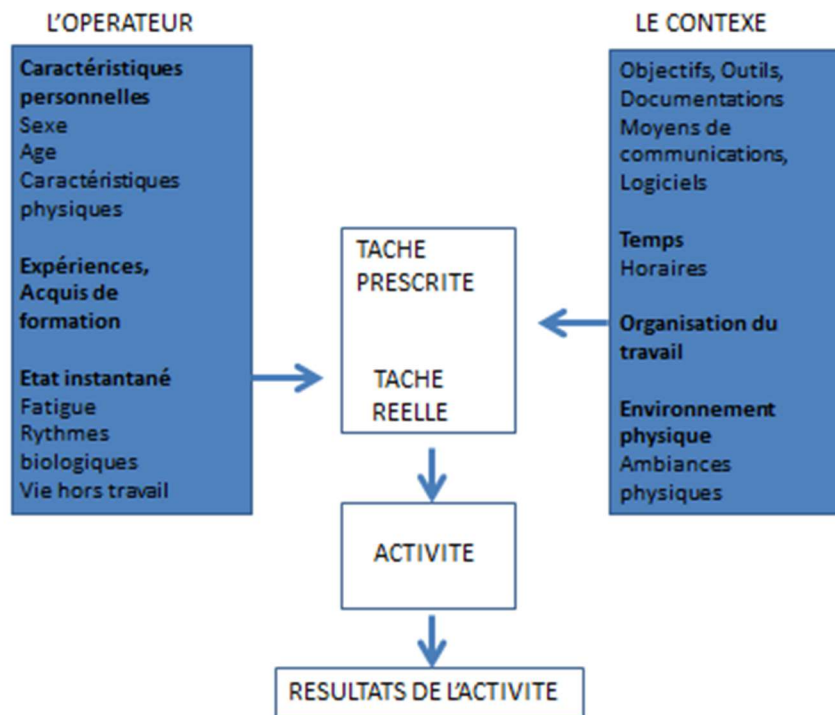 L'OPERATEUR
Caractéristiques
personnelles
Sexe
Age
Caractéristiques
physiques
Expériences,
Acquis de
formation
Etat instantané
Fatigue
Rythmes
biologiques
Vie hors travail
TACHE
PRESCRITE
TACHE
REELLE
ACTIVITE
RESULTATS DE L'ACTIVITE
LE CONTEXE
Objectifs, Outils,
Documentations
Moyens de
communications,
Logiciels
Temps
Horaires
Organisation du
travail
Environnement
physique
Ambiances
physiques